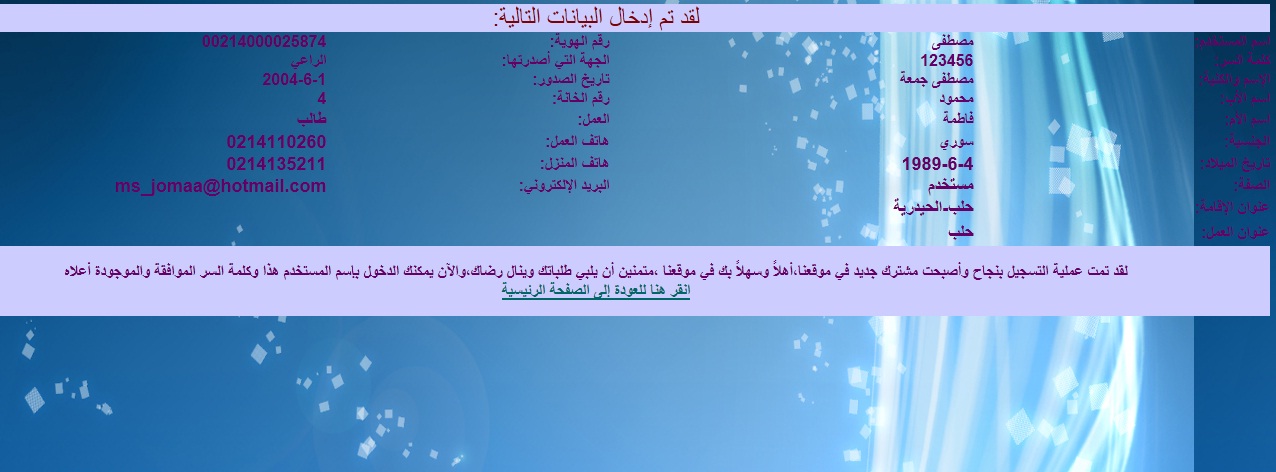 لقد تم إدخال البيانات التالية:
اسم المستخدم: مصطفى رقم الهوية: 00214000025874
كلمة السر: 123456 الجهة التي أصدرتها: الراعي
الإسم والكنية: مصطفى جمعة تاريخ الصدور: 2004-6-1
اسم الأب: محمود رقم الخانة: 4
اسم الأم: فاطمة العمل: طالب
الجنسية: سوري هاتف العمل: 0214110260
تاريخ الميلاد: 1989-6-4 هاتف المنزل: 0214135211
الصفة: مستخدم البريد الإلكتروني: ms_jomaa@hotmail.com
عنوان الإقامة: حلب-الحيدرية
عنوان العمل: حلب
لقد تمت عملية التسجيل بنجاح وأصبحت مشترك جديد في موقعنا،أهلاً وسهلاً بك في موقعنا ،متمنين أن يلبي طلباتك وينال رضاك،والآن يمكنك الدخول بإسم المستخدم هذا وكلمة السر الموافقة والموجودة أعلاه
انقر هنا للعودة إلى الصفحة الرئيسية